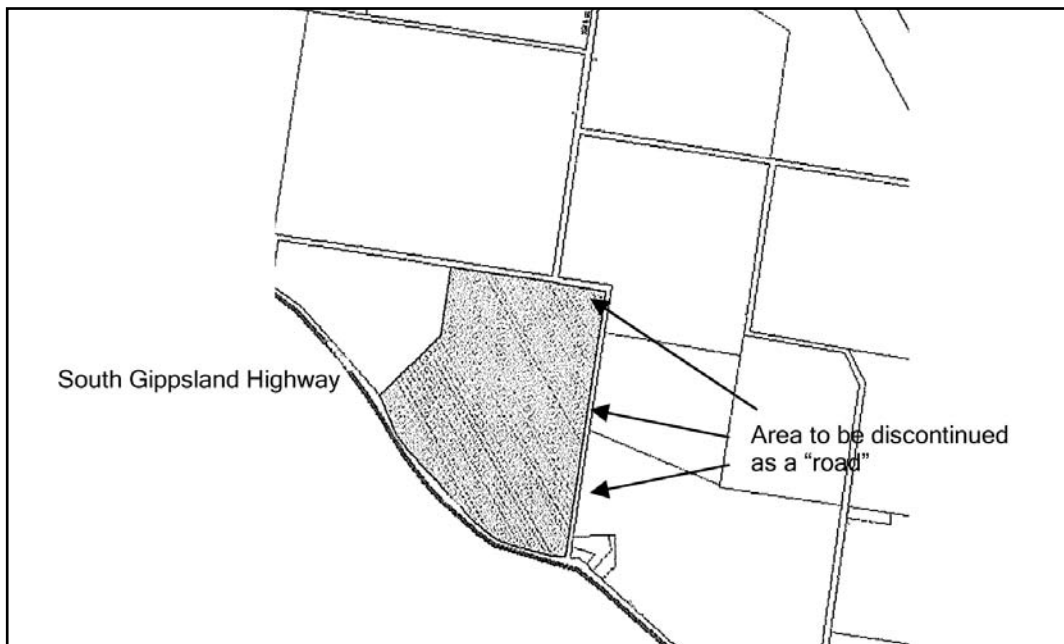 South Gippsland Highway
Area to be discontinued
as a “road”